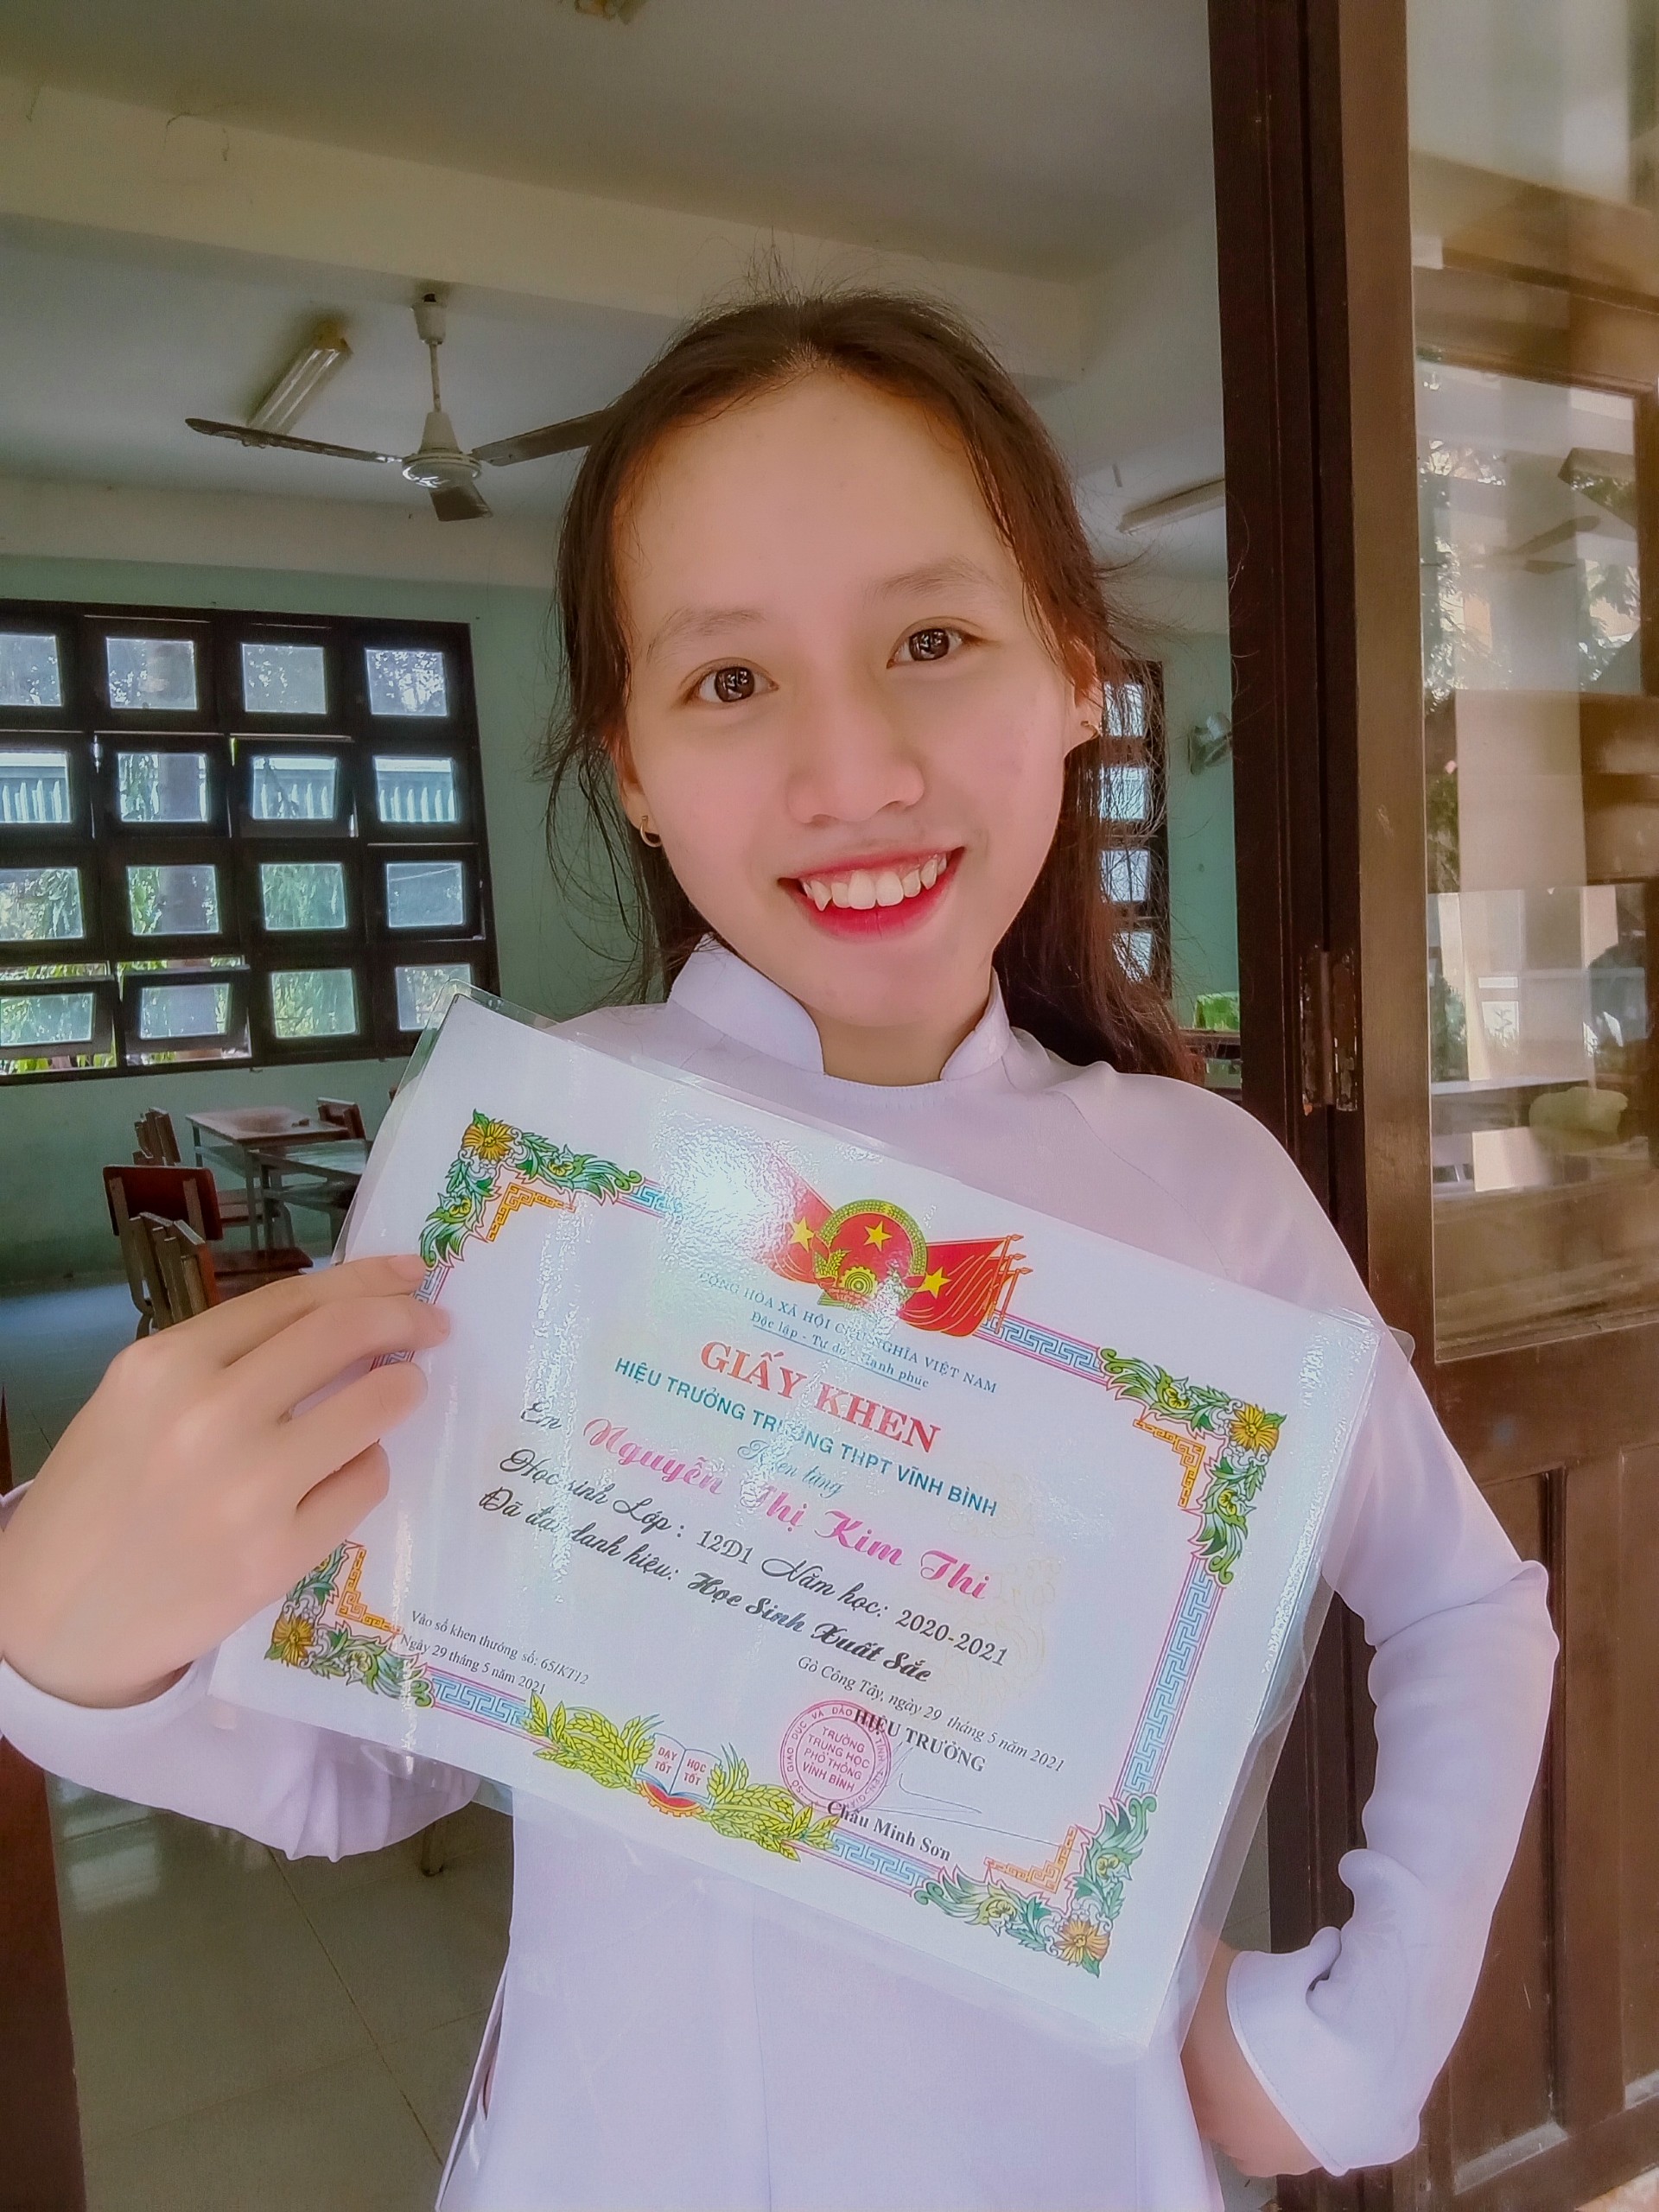 CỘNG HÒA XÃ HỘI CHỦ NGHĨA VIỆT NAM
Độc lập - Tự do - Hạnh phúc
GIẤY KHEN
HIỆU TRƯỞNG TRƯỜNG THPT VĨNH BÌNH
Khen tặng
Em Nguyễn Thị Kim Thi
Học sinh Lớp : 12D1 Năm học: 2020-2021
Đã đạt danh hiệu: Học Sinh Xuất Sắc
Vào sổ khen thưởng số: 65/KT12
Ngày 29 tháng 5 năm 2021
Gò Công Tây, ngày 29 tháng 5 năm 2021
HIỆU TRƯỞNG
SỞ GIÁO DỤC VÀ ĐÀO TỈNH
TRƯỜNG
TRUNG HỌC
PHỔ THÔNG
VĨNH BÌNH
Châu Minh Sơn
DẠY TỐT
HỌC TỐT